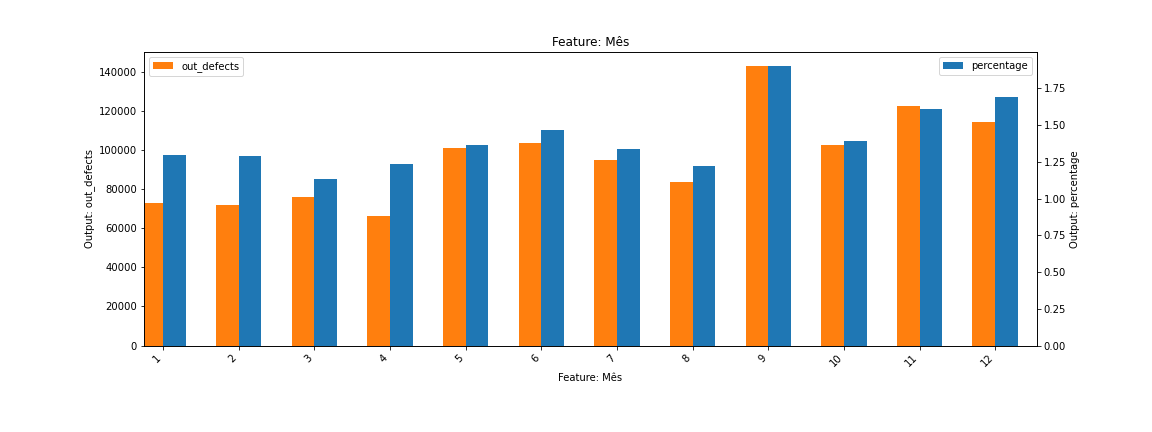 Feature: Mês
out_defects
percentage
Output: out_defects
140000
120000
100000
80000
60000
40000
20000
0
1.75
1.50
1.25
1.00
0.75
0.50
0.25
0.00
Output: percentage
1 2 3 4 5 6 7 8 9 10 11 12
Feature: Mês